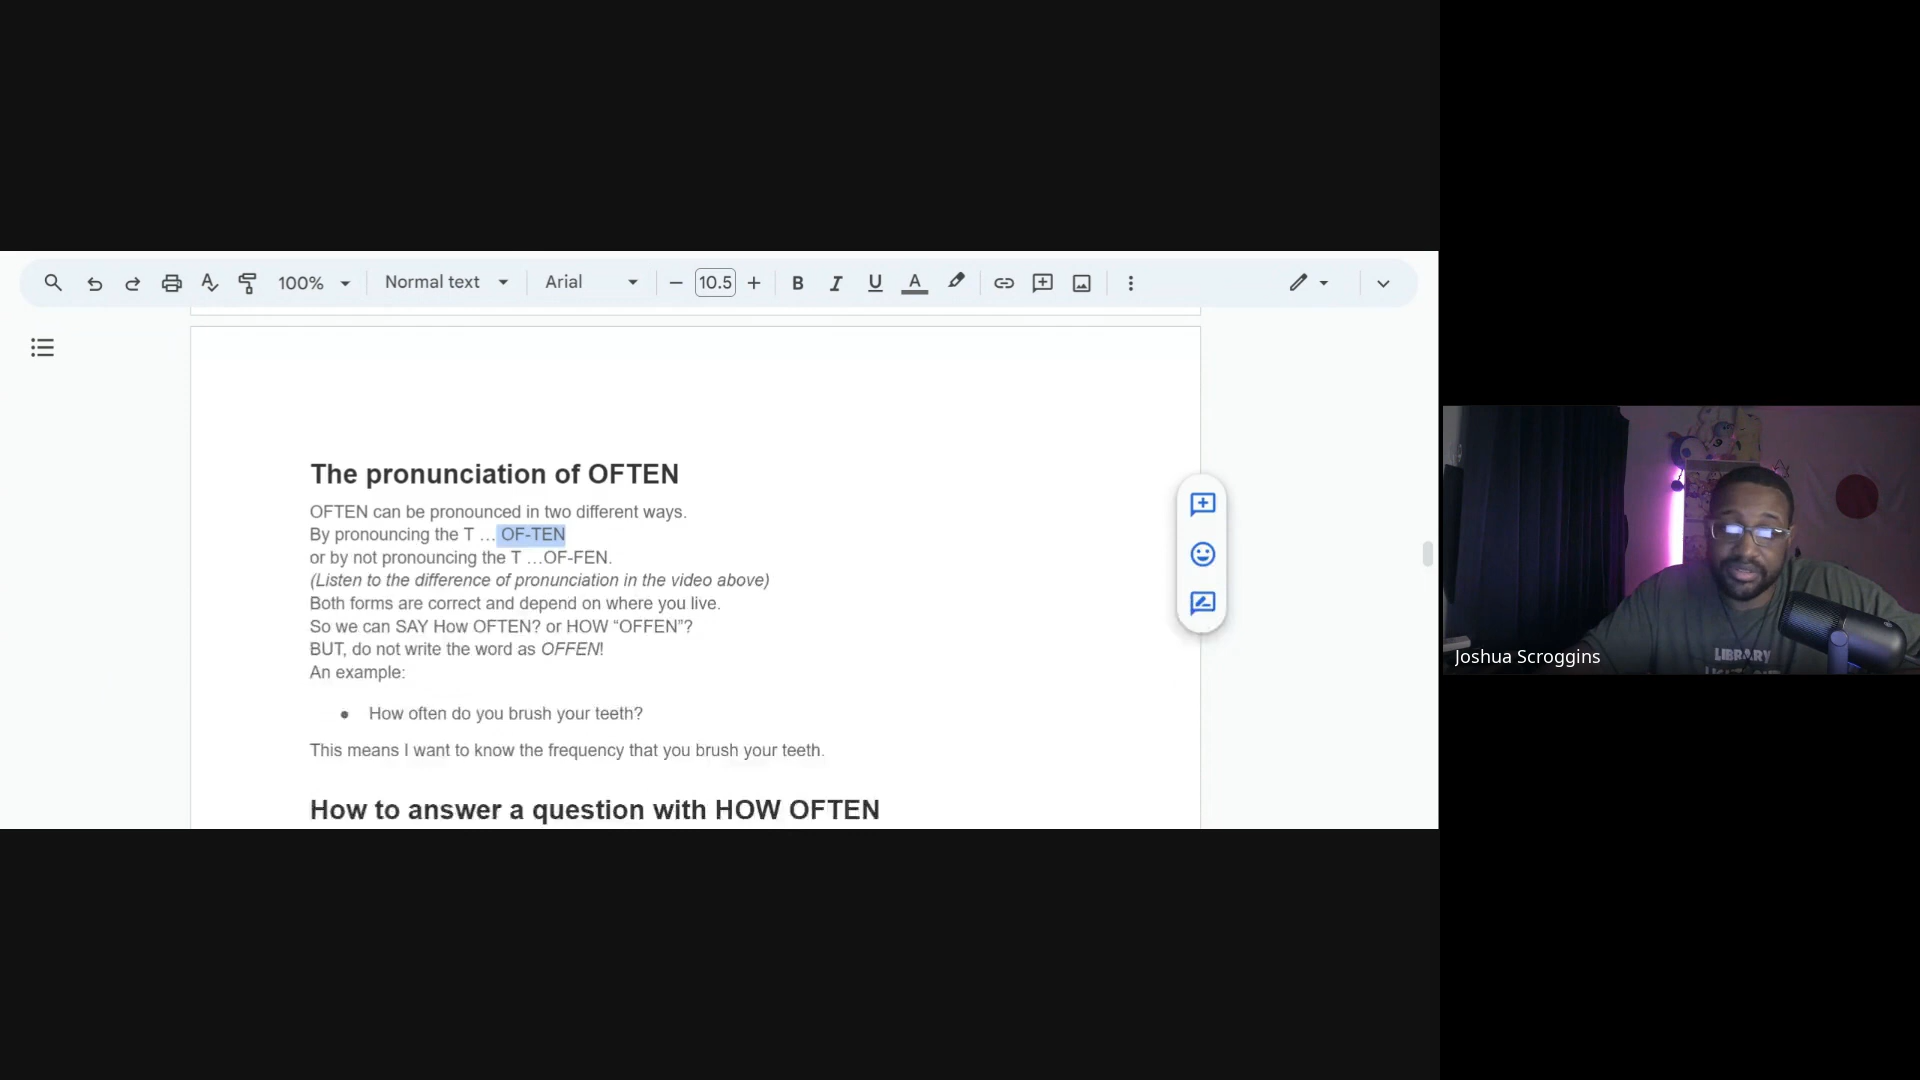 100%
Normal text
Arial
10.5
B
I
U
A
The pronunciation of OFTEN
OFTEN can be pronounced in two different ways.
By pronouncing the T … OF-TEN
or by not pronouncing the T …OF-FEN.
(Listen to the difference of pronunciation in the video above)
Both forms are correct and depend on where you live.
So we can SAY How OFTEN? or HOW “OFFEN”?
BUT, do not write the word as OFFEN!
An example:
● How often do you brush your teeth?
This means I want to know the frequency that you brush your teeth.
How to answer a question with HOW OFTEN
LIBRARY
Joshua Scroggins